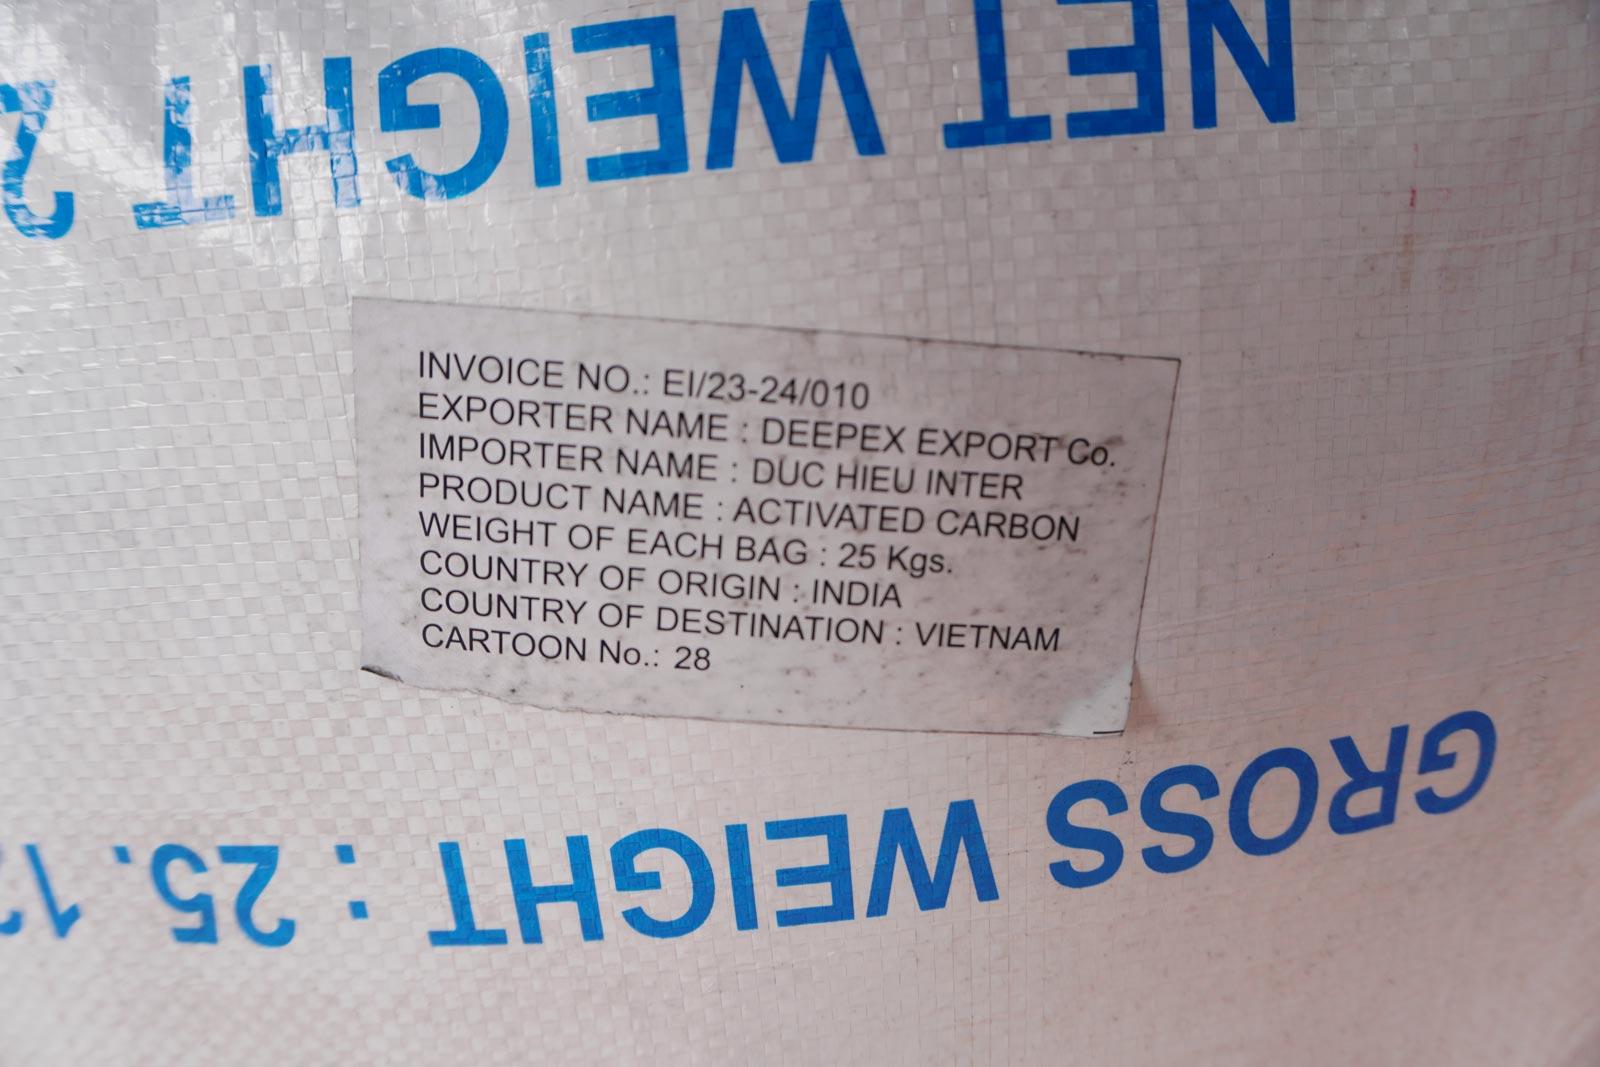 NET WEIGHT
INVOICE NO.: EI/23-24/010
EXPORTER NAME : DEEPEX EXPORT Co.
IMPORTER NAME : DUC HIEU INTER
PRODUCT NAME : ACTIVATED CARBON
WEIGHT OF EACH BAG : 25 Kgs.
COUNTRY OF ORIGIN : INDIA
COUNTRY OF DESTINATION : VIETNAM
CARTOON No.: 28
GROSS WEIGHT : 25.